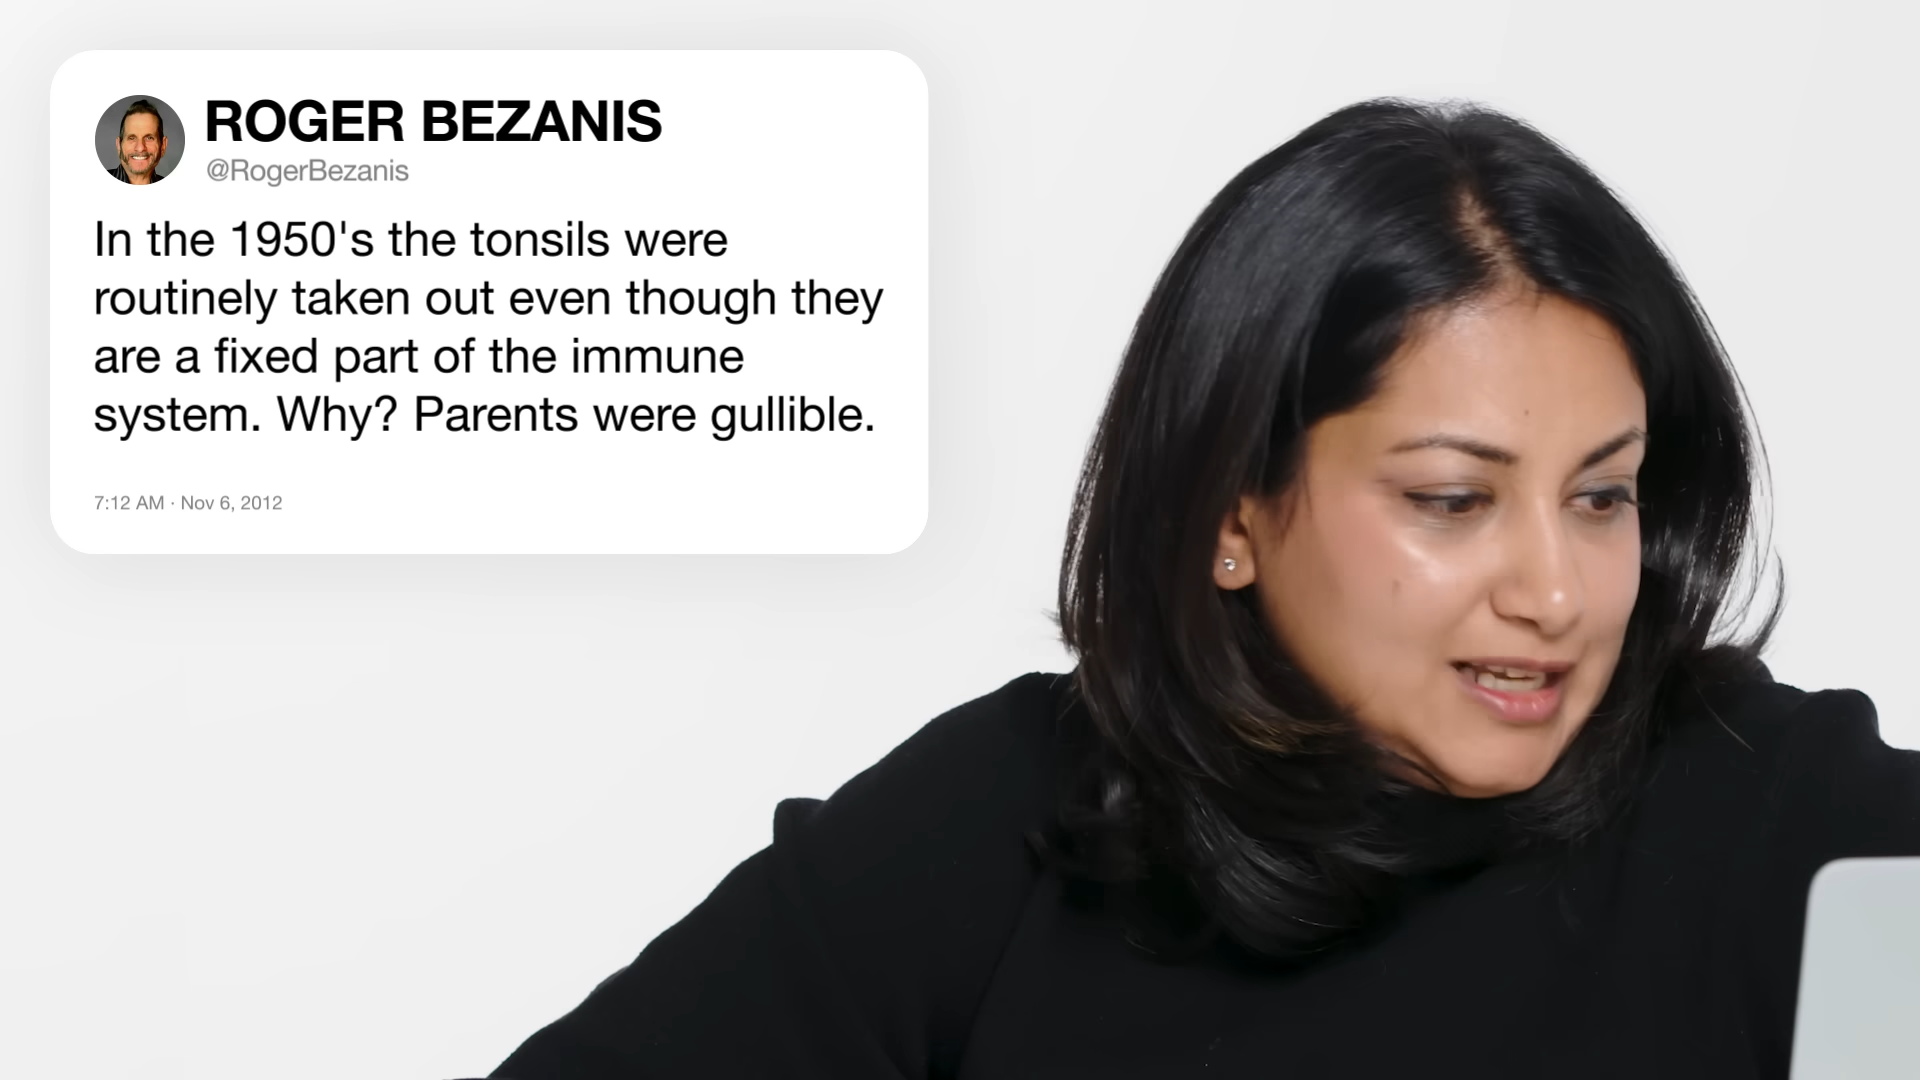 ROGER BEZANIS
@RogerBezanis
In the 1950's the tonsils were
routinely taken out even though they
are a fixed part of the immune
system. Why? Parents were gullible.
7:12 AM · Nov 6, 2012